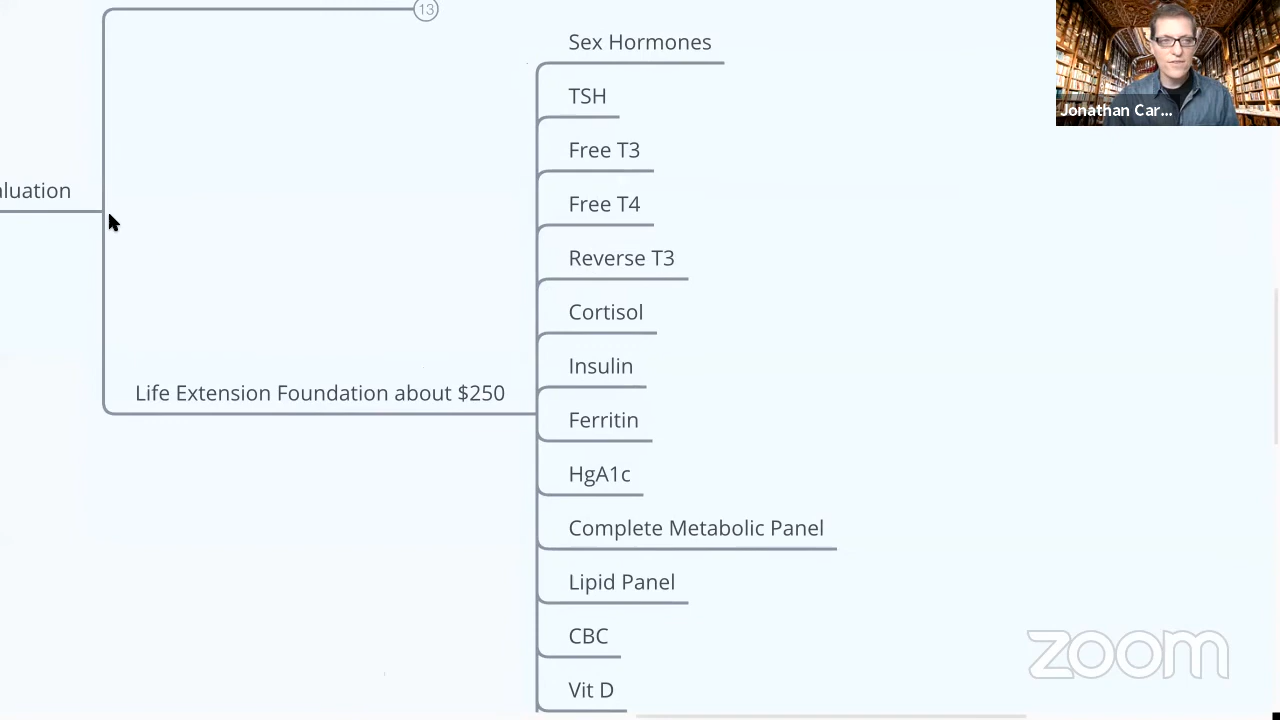 13
Sex Hormones
TSH
Free T3
Jonathan Car...
aluation
Free T4
Reverse T3
Cortisol
Insulin
Life Extension Foundation about $250
Ferritin
HgA1c
Complete Metabolic Panel
Lipid Panel
CBC
zoom
Vit D